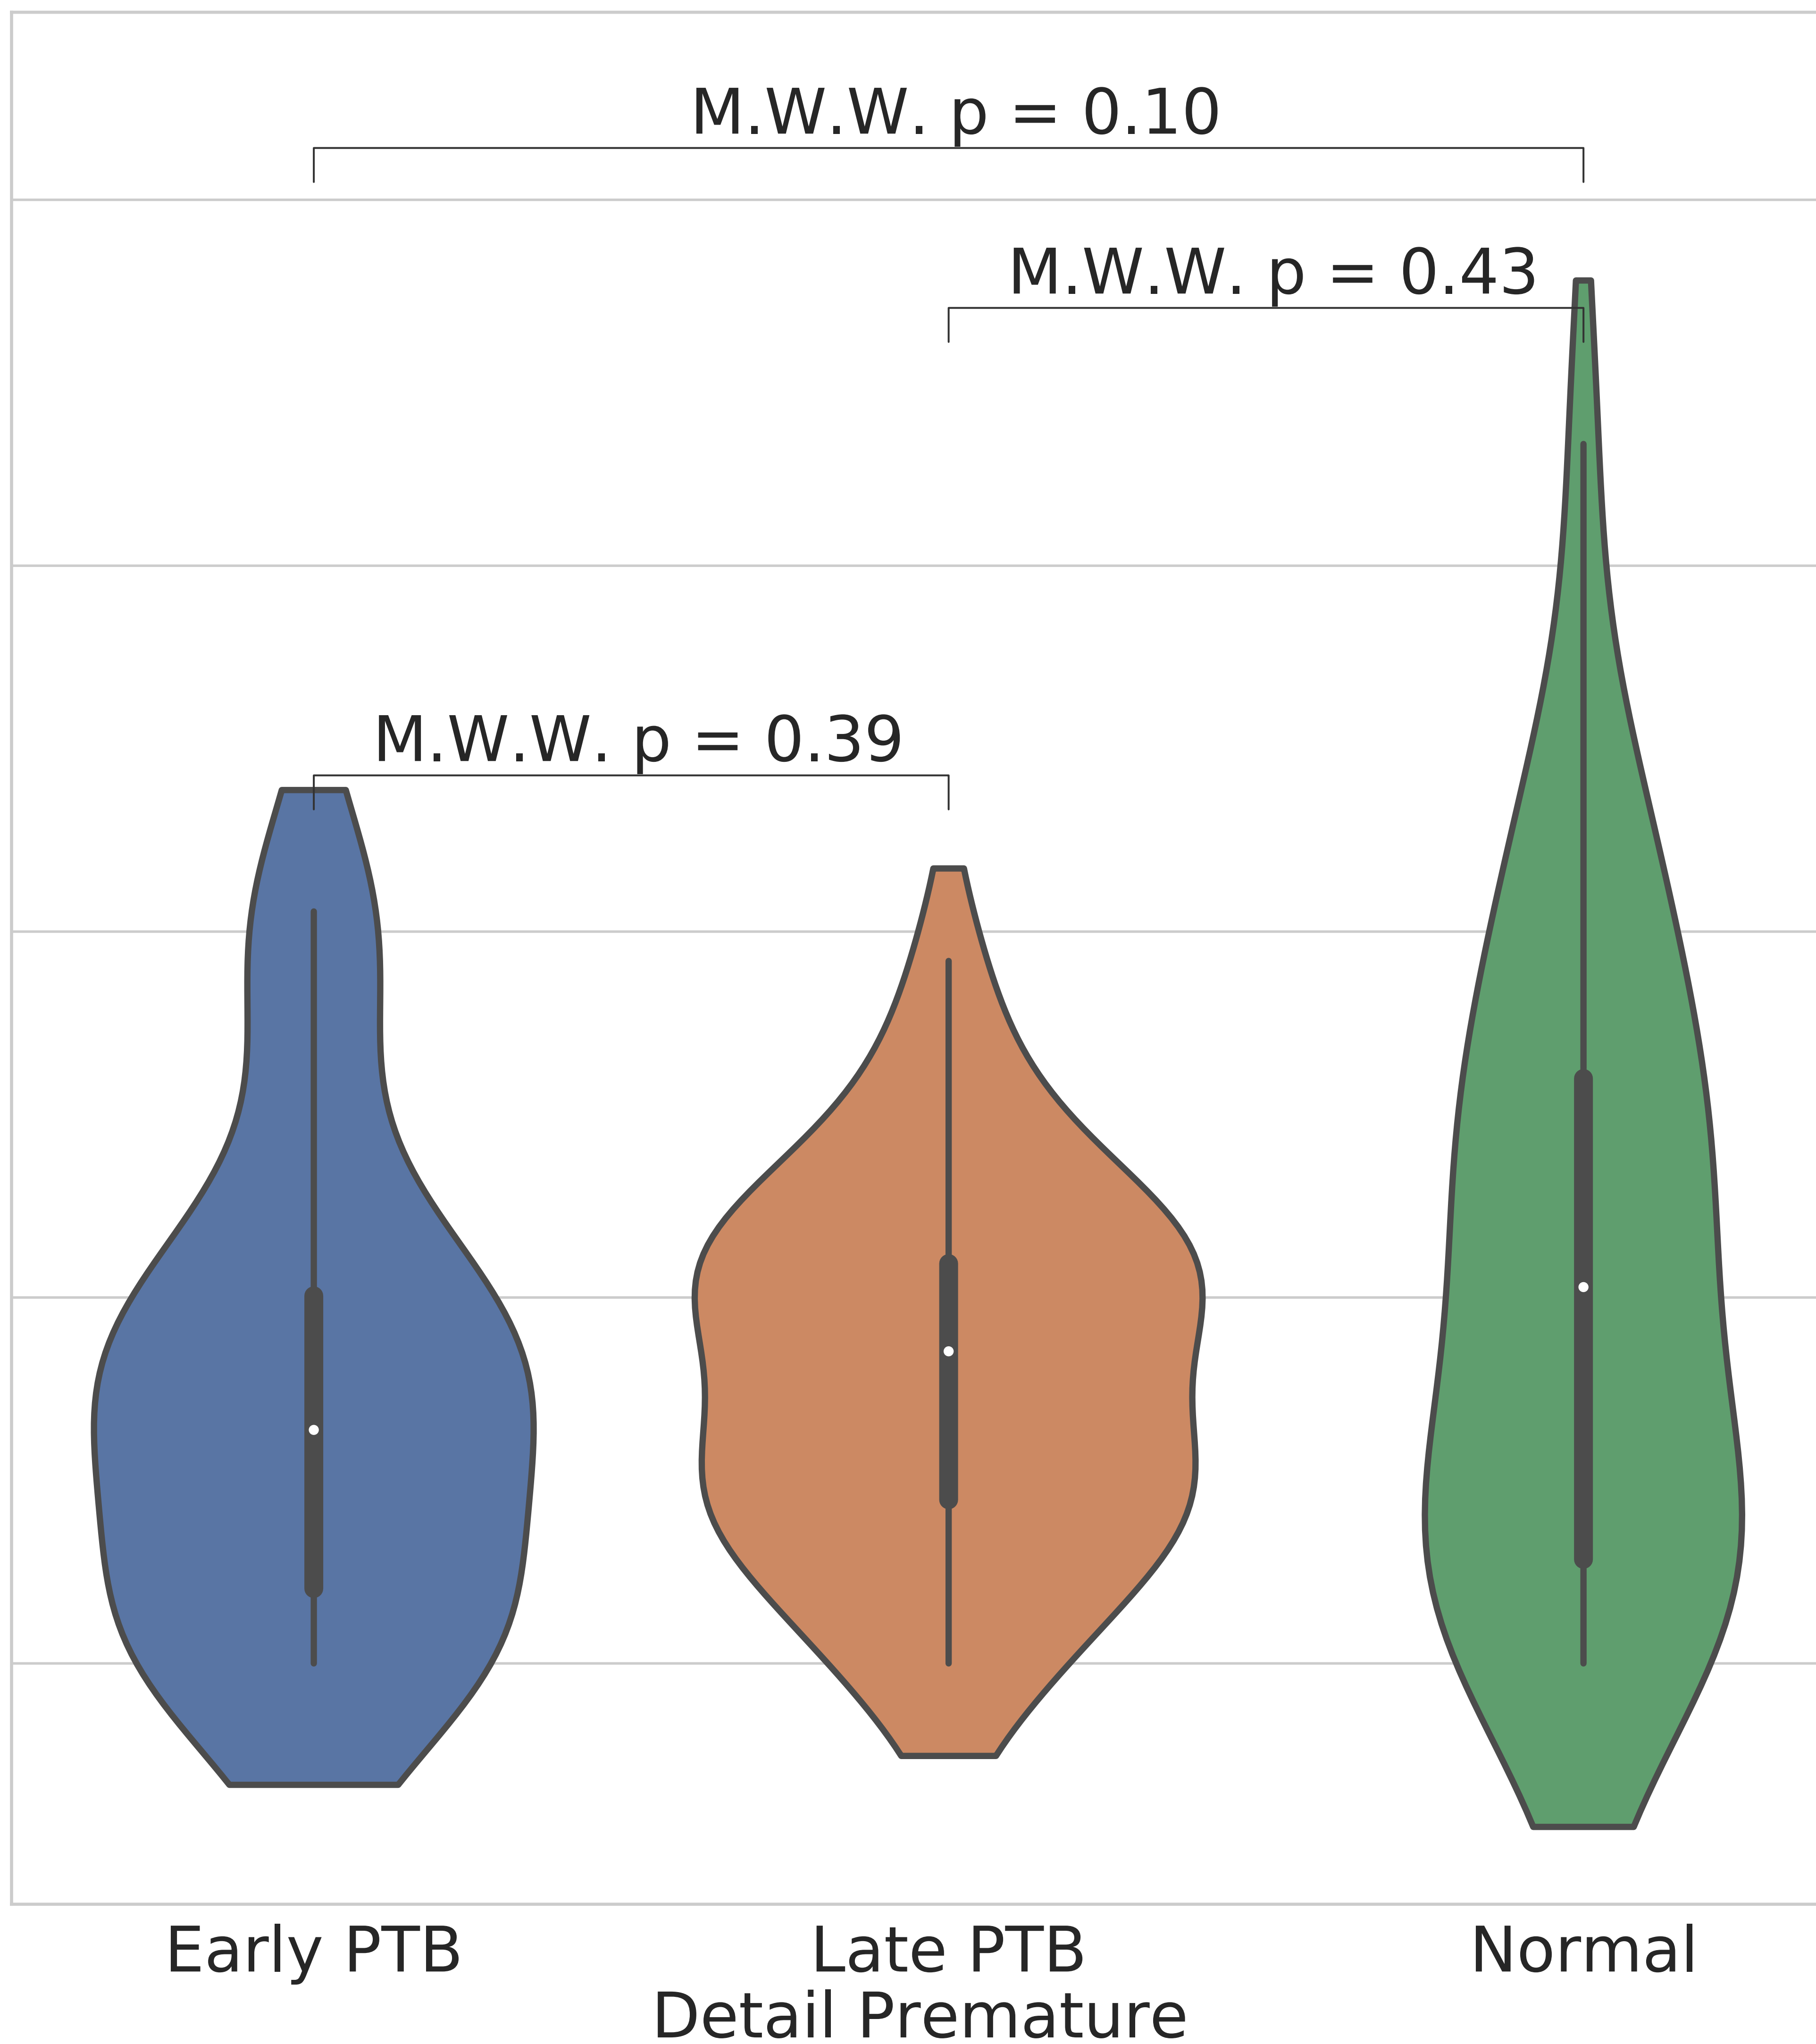 M.W.W. p = 0.10
M.W.W. p = 0.43
M.W.W. p = 0.39
Early PTB
Late PTB
Normal
Detail Premature